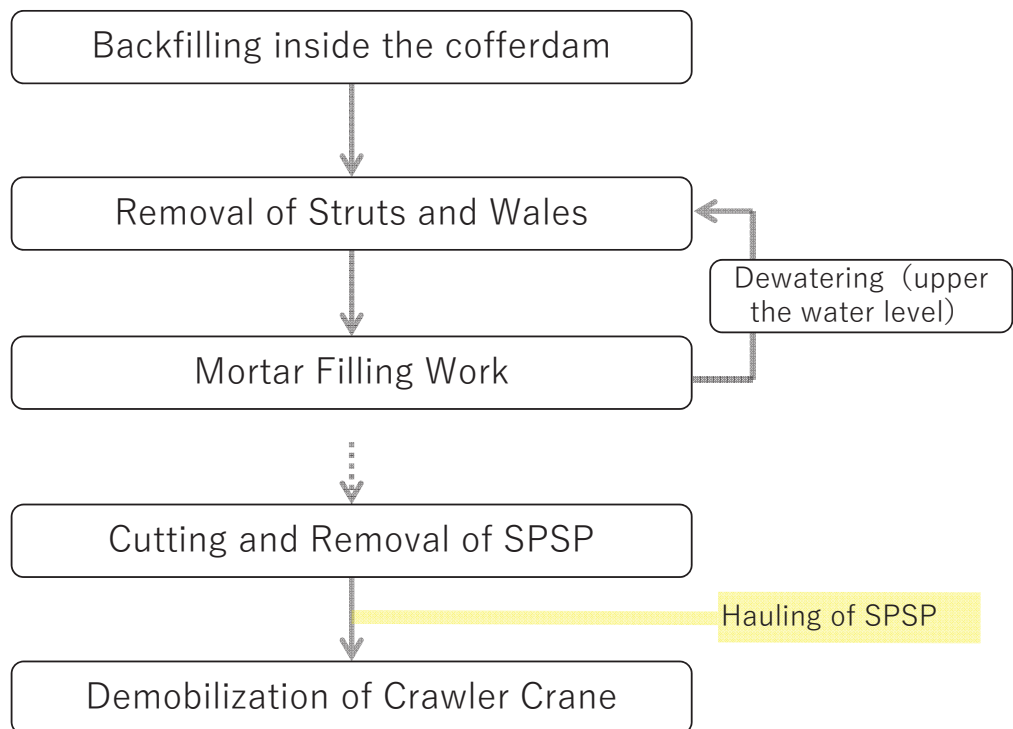 Backfilling inside the cofferdam
Removal of Struts and Wales
Dewatering（upper
the water level）
Mortar Filling Work
Cutting and Removal of SPSP
Hauling of SPSP
Demobilization of Crawler Crane